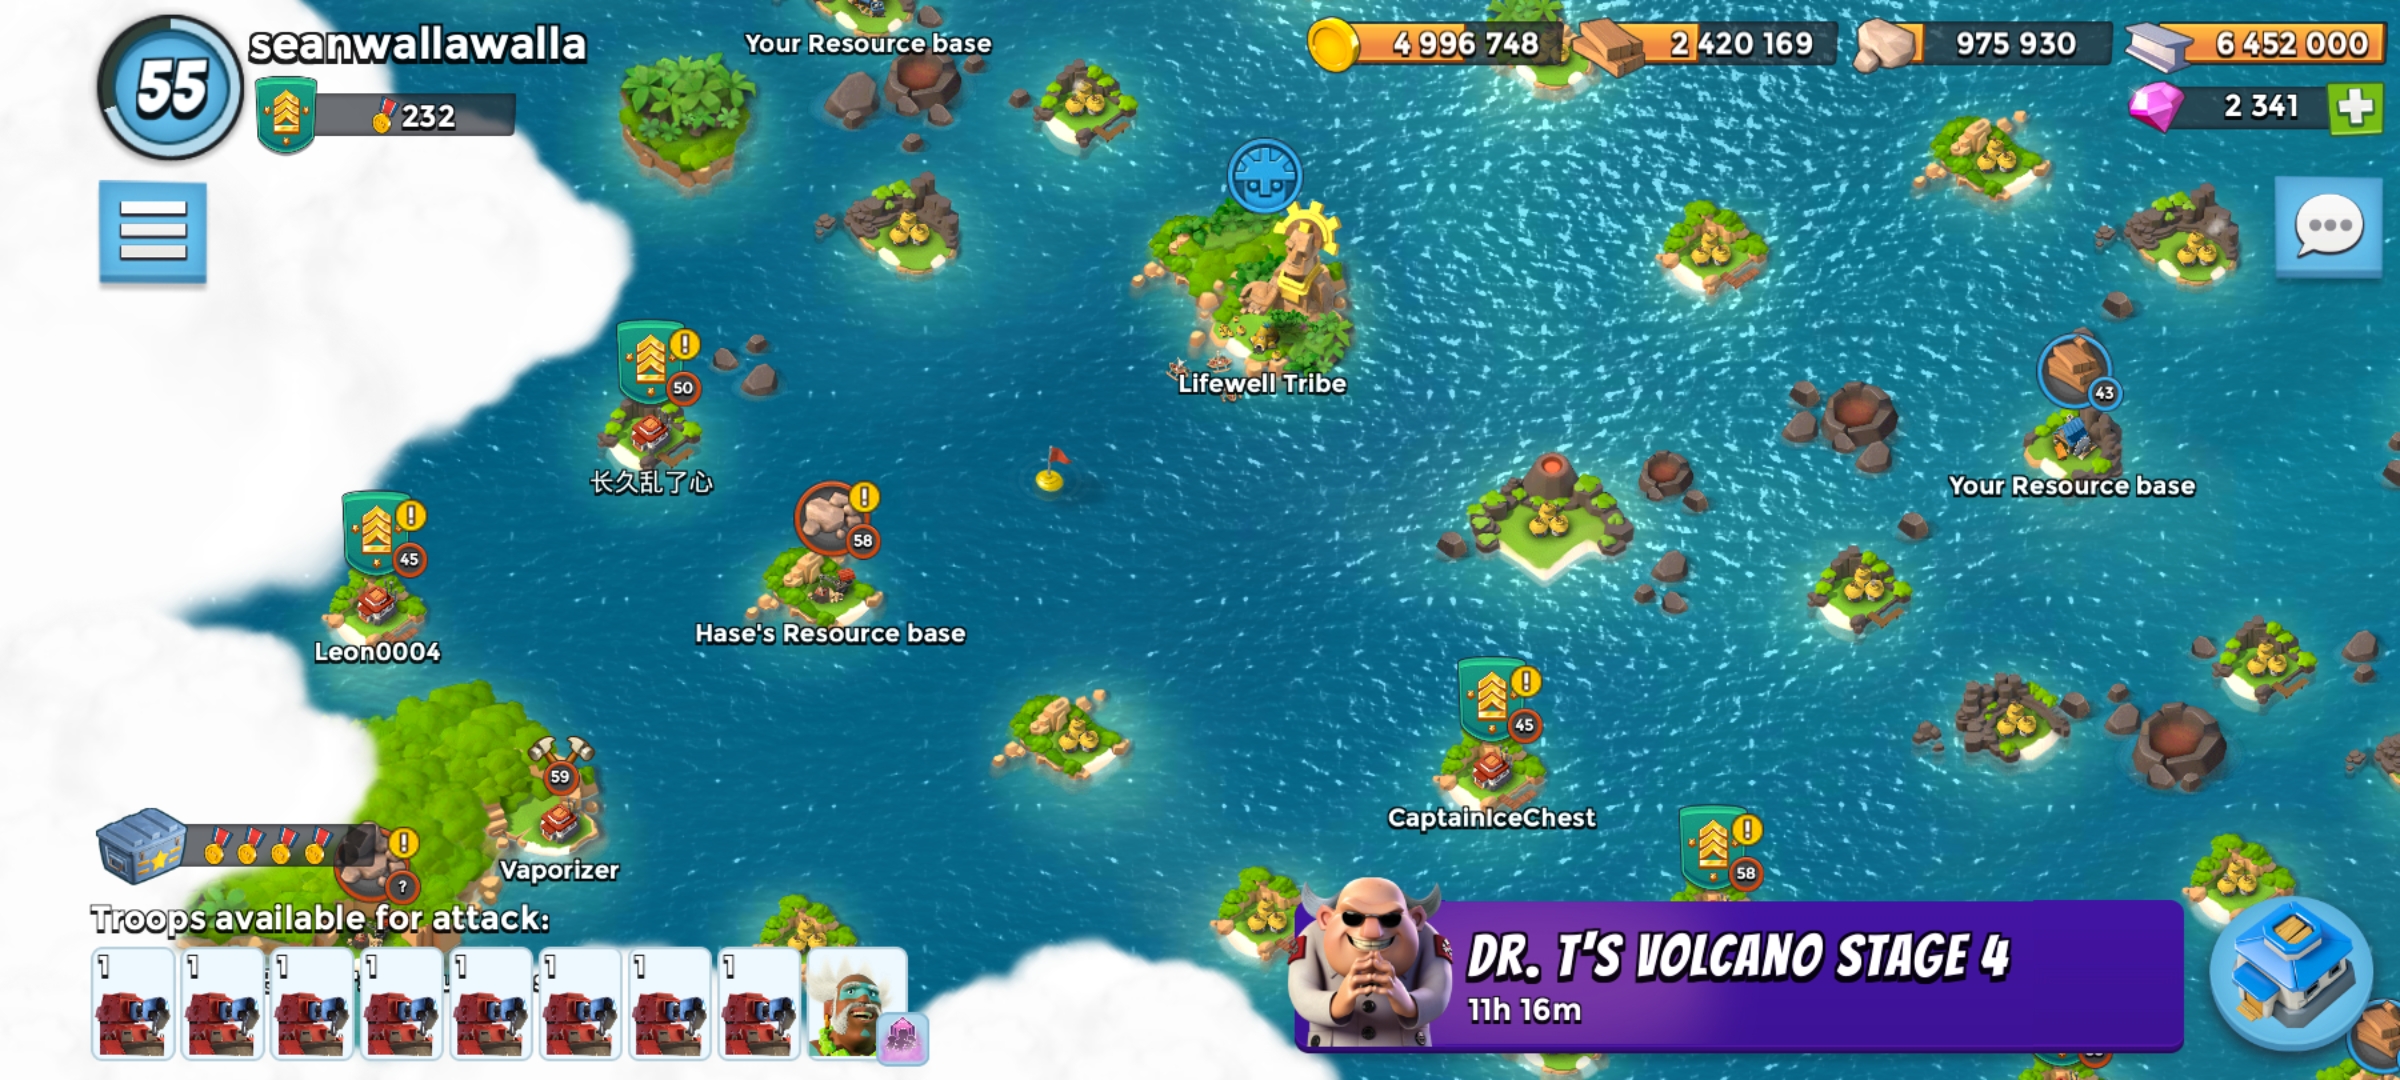 55
seanwallawalla
232
Your Resource base
4 996 748
2 420 169
975 930
6 452 000
2 341
Lifewell Tribe
50
长久乱了心
43
Your Resource base
45
Leon0004
58
Hase's Resource base
45
CaptainIceChest
59
Vaporizer
58
?
Troops available for attack:
1
1
1
1
1
1
1
1
DR. T'S VOLCANO STAGE 4
11h 16m